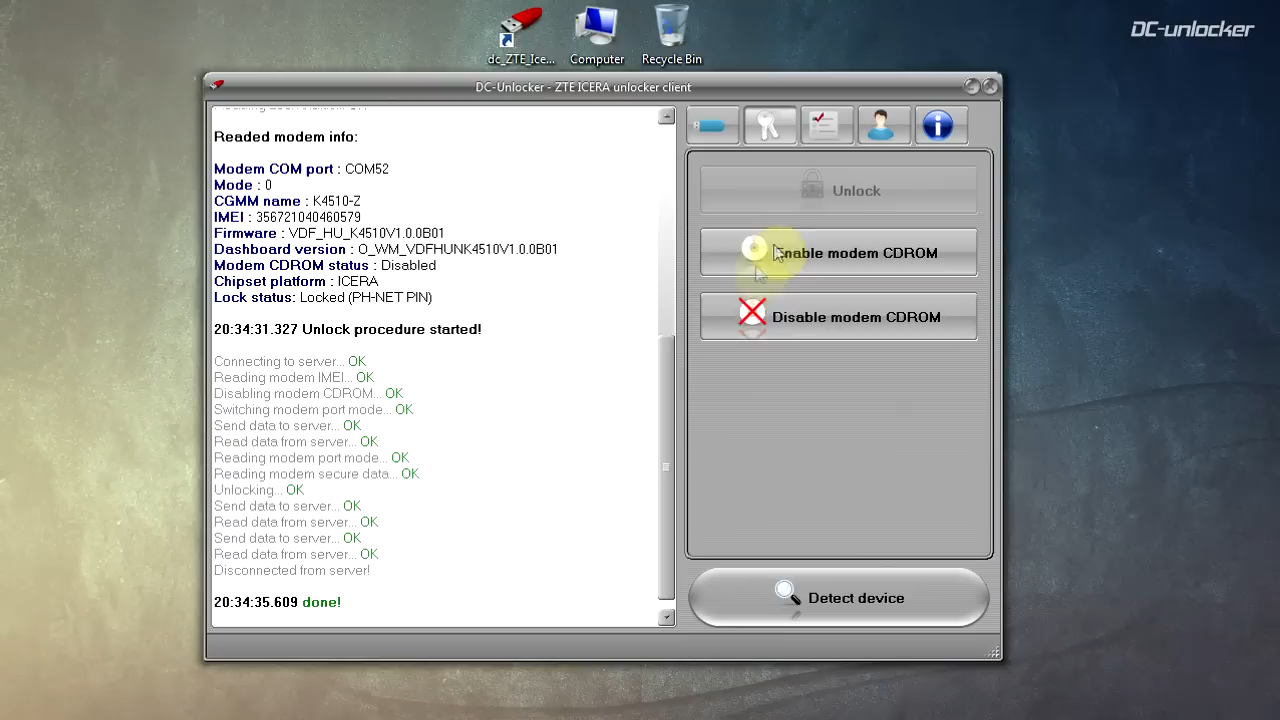 dc_ZTE_Ice...
Computer
Recycle Bin
DC-unlocker
DC-Unlocker - ZTE ICERA unlocker client
Readed modem info:
Modem COM port : COM52
Mode : 0
CGMM name : K4510-Z
IMEI : 356721040460579
Firmware : VDF_HU_K4510V1.0.0B01
Dashboard version : O_WM_VDFHUNK4510V1.0.0B01
Modem CDROM status : Disabled
Chipset platform : ICERA
Lock status: Locked (PH-NET PIN)
20:34:31.327 Unlock procedure started!
Connecting to server... OK
Reading modem IMEI... OK
Disabling modem CDROM... OK
Switching modem port mode... OK
Send data to server... OK
Read data from server... OK
Reading modem port mode... OK
Reading modem secure data... OK
Unlocking... OK
Send data to server... OK
Read data from server... OK
Send data to server... OK
Read data from server... OK
Disconnected from server!
20:34:35.609 done!
Unlock
Enable modem CDROM
Disable modem CDROM
Detect device